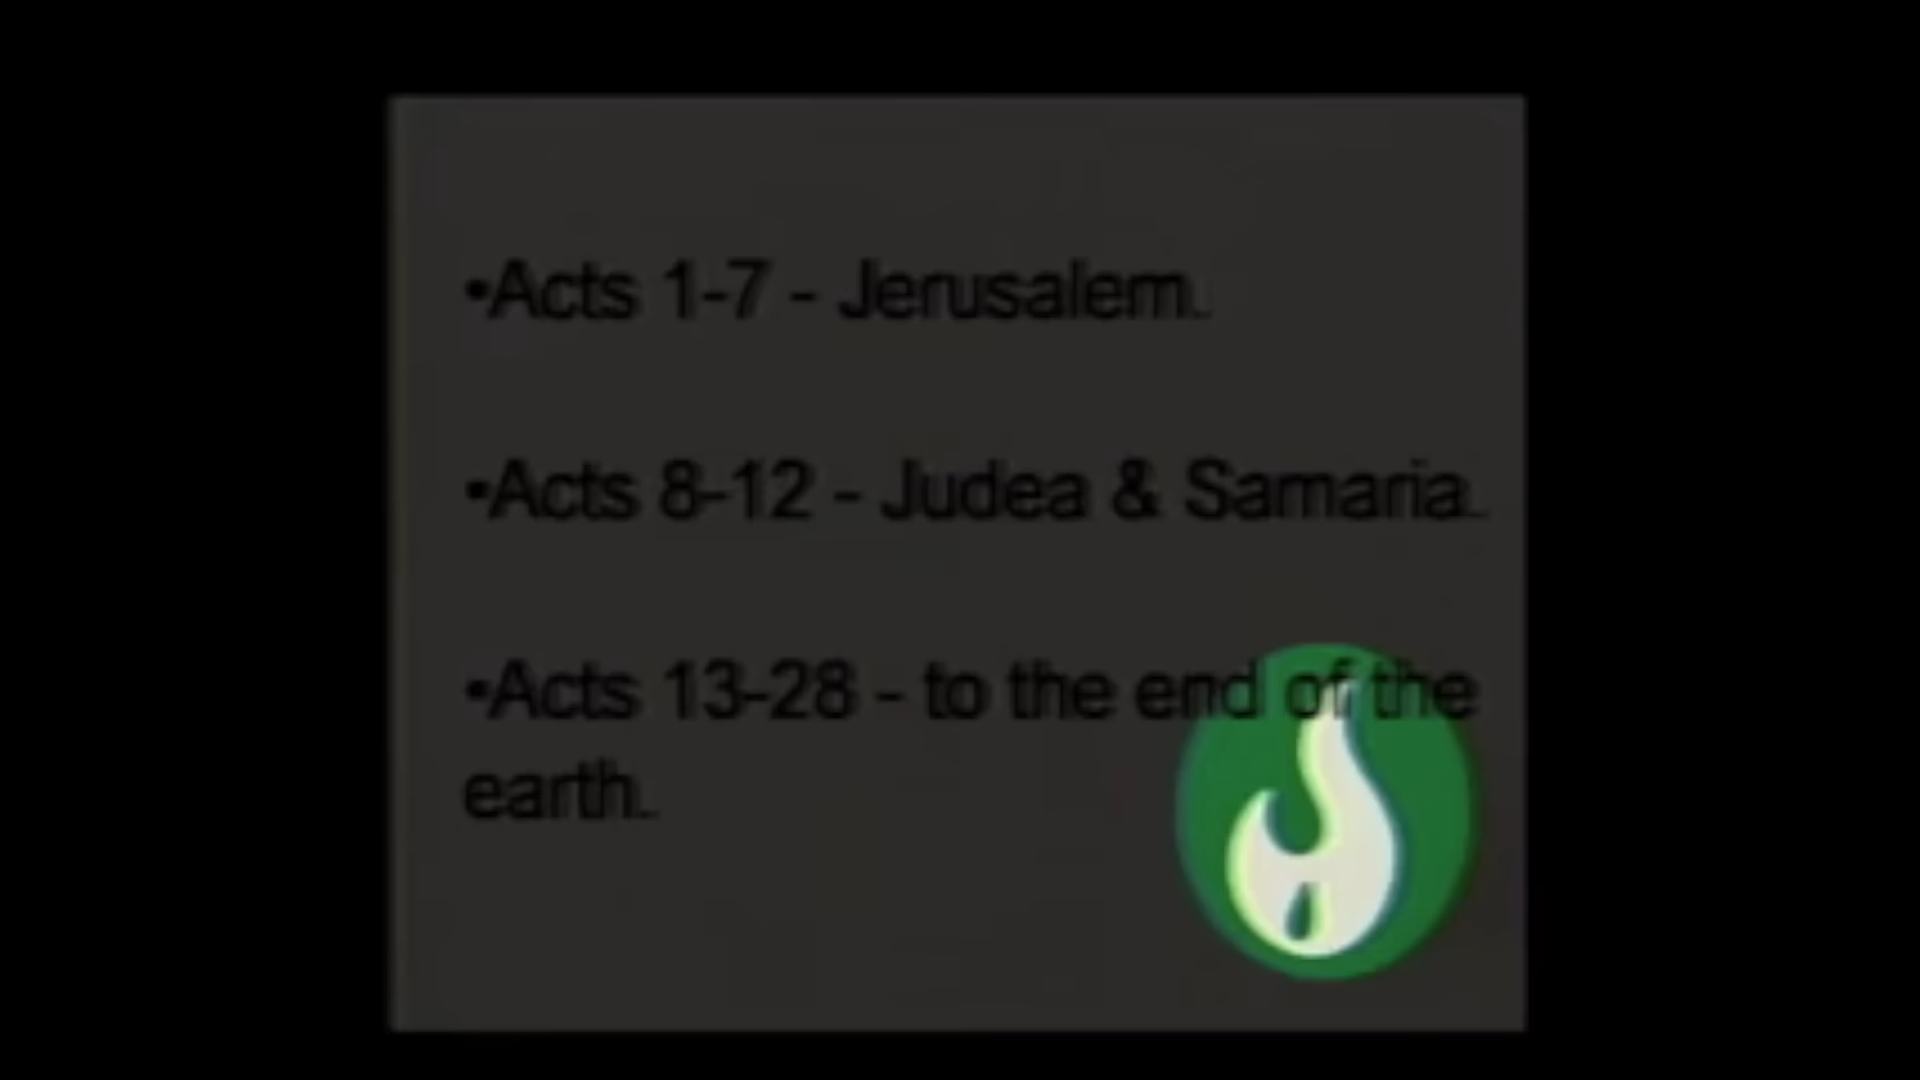 •Acts 1-7 - Jerusalem.
•Acts 8-12 - Judea & Samaria.
•Acts 13-28 - to the end of the
earth.